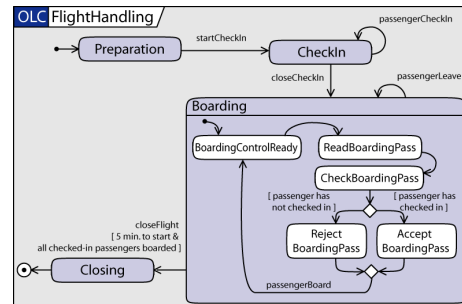 OLC FlightHandling
passengerCheckIn
startCheckIn
Preparation
CheckIn
closeCheckIn
passengerLeave
Boarding
BoardingControlReady
ReadBoardingPass
CheckBoardingPass
[ passenger has
not checked in ]
[ passenger has
checked in ]
Reject
BoardingPass
Accept
BoardingPass
passengerBoard
closeFlight
[ 5 min. to start &
all checked-in passengers boarded ]
Closing